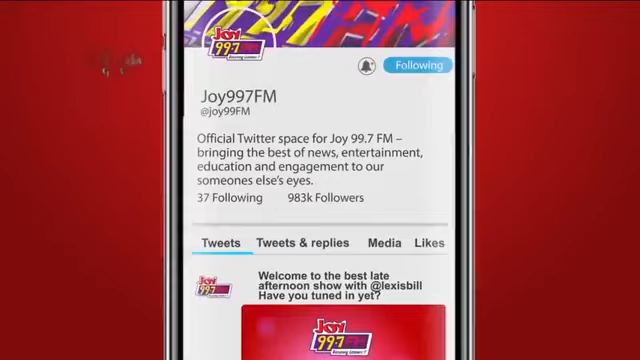 JOY
99.7 FM
Following
Joy997FM
@joy99FM
Official Twitter space for Joy 99.7 FM –
bringing the best of news, entertainment,
education and engagement to our
someones else's eyes.
37 Following 983k Followers
Tweets Tweets & replies Media Likes
JOY
99.7 FM
Welcome to the best late
afternoon show with @lexisbill
Have you tuned in yet?
JOY
99.7 FM